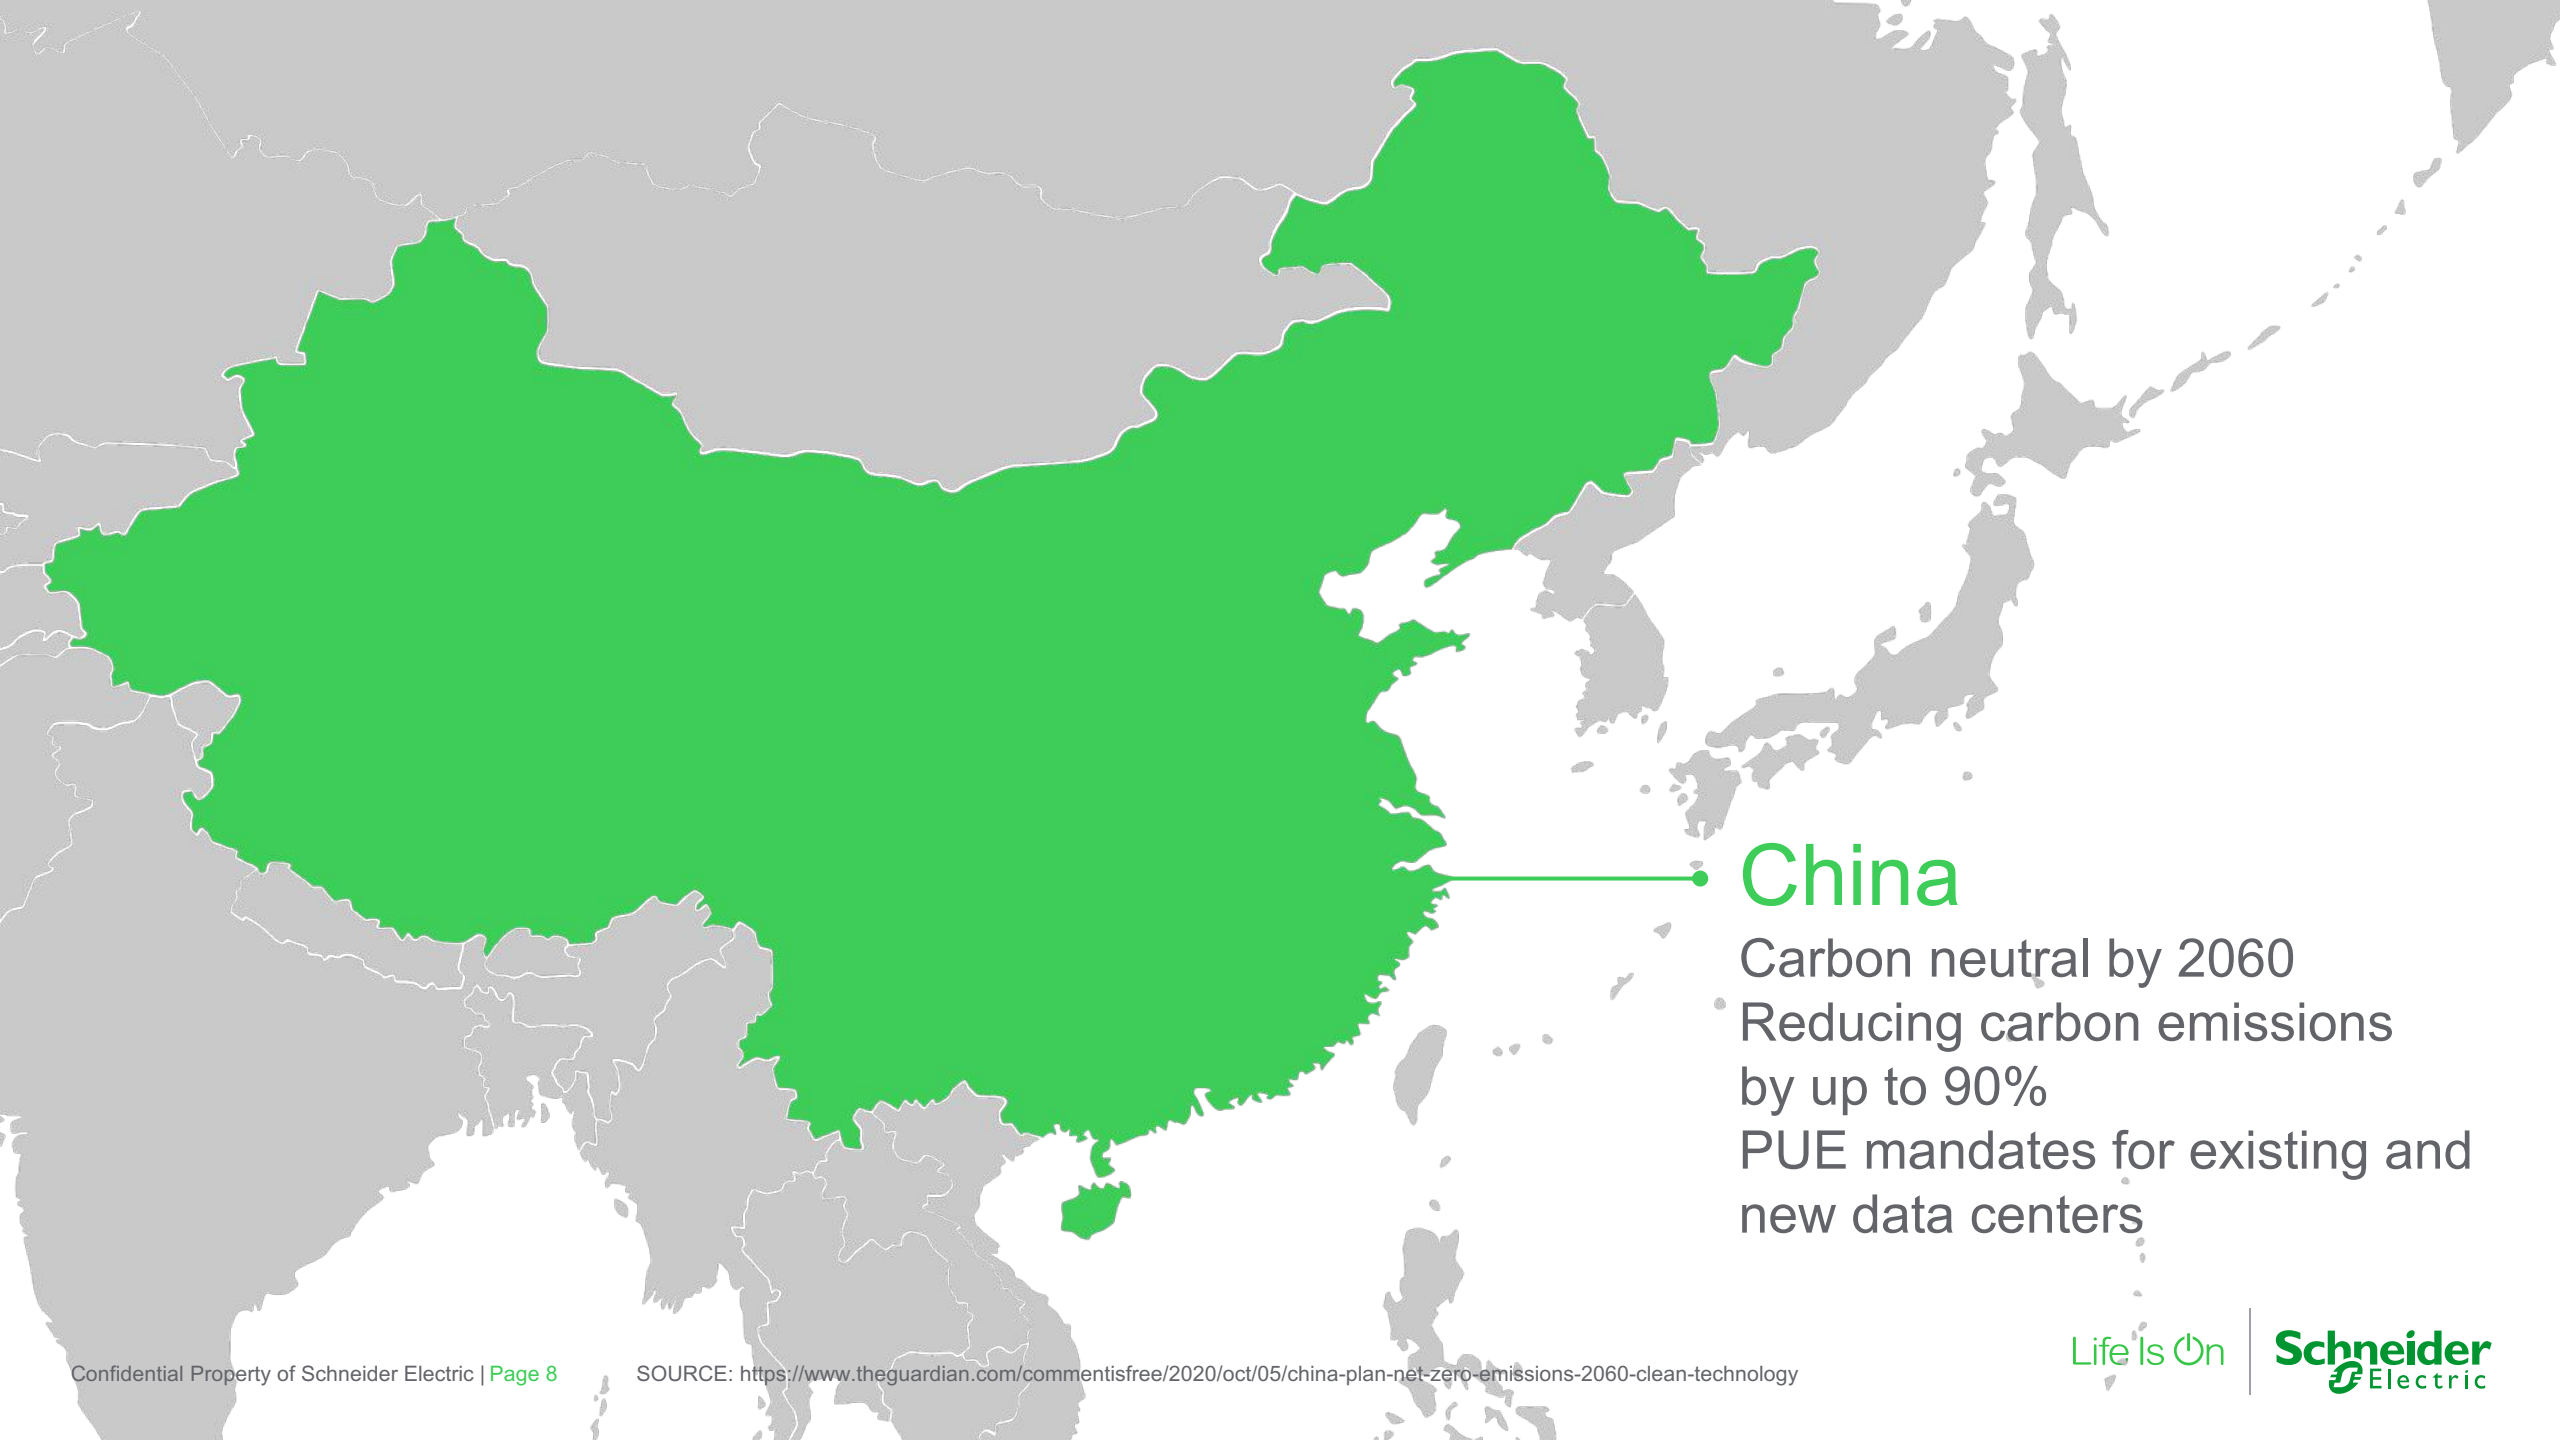 China
Carbon neutral by 2060
Reducing carbon emissions
by up to 90%
PUE mandates for existing and
new data centers
Life Is On
Schneider
Electric
Confidential Property of Schneider Electric | Page 8
SOURCE: https://www.theguardian.com/commentisfree/2020/oct/05/china-plan-net-zero-emissions-2060-clean-technology